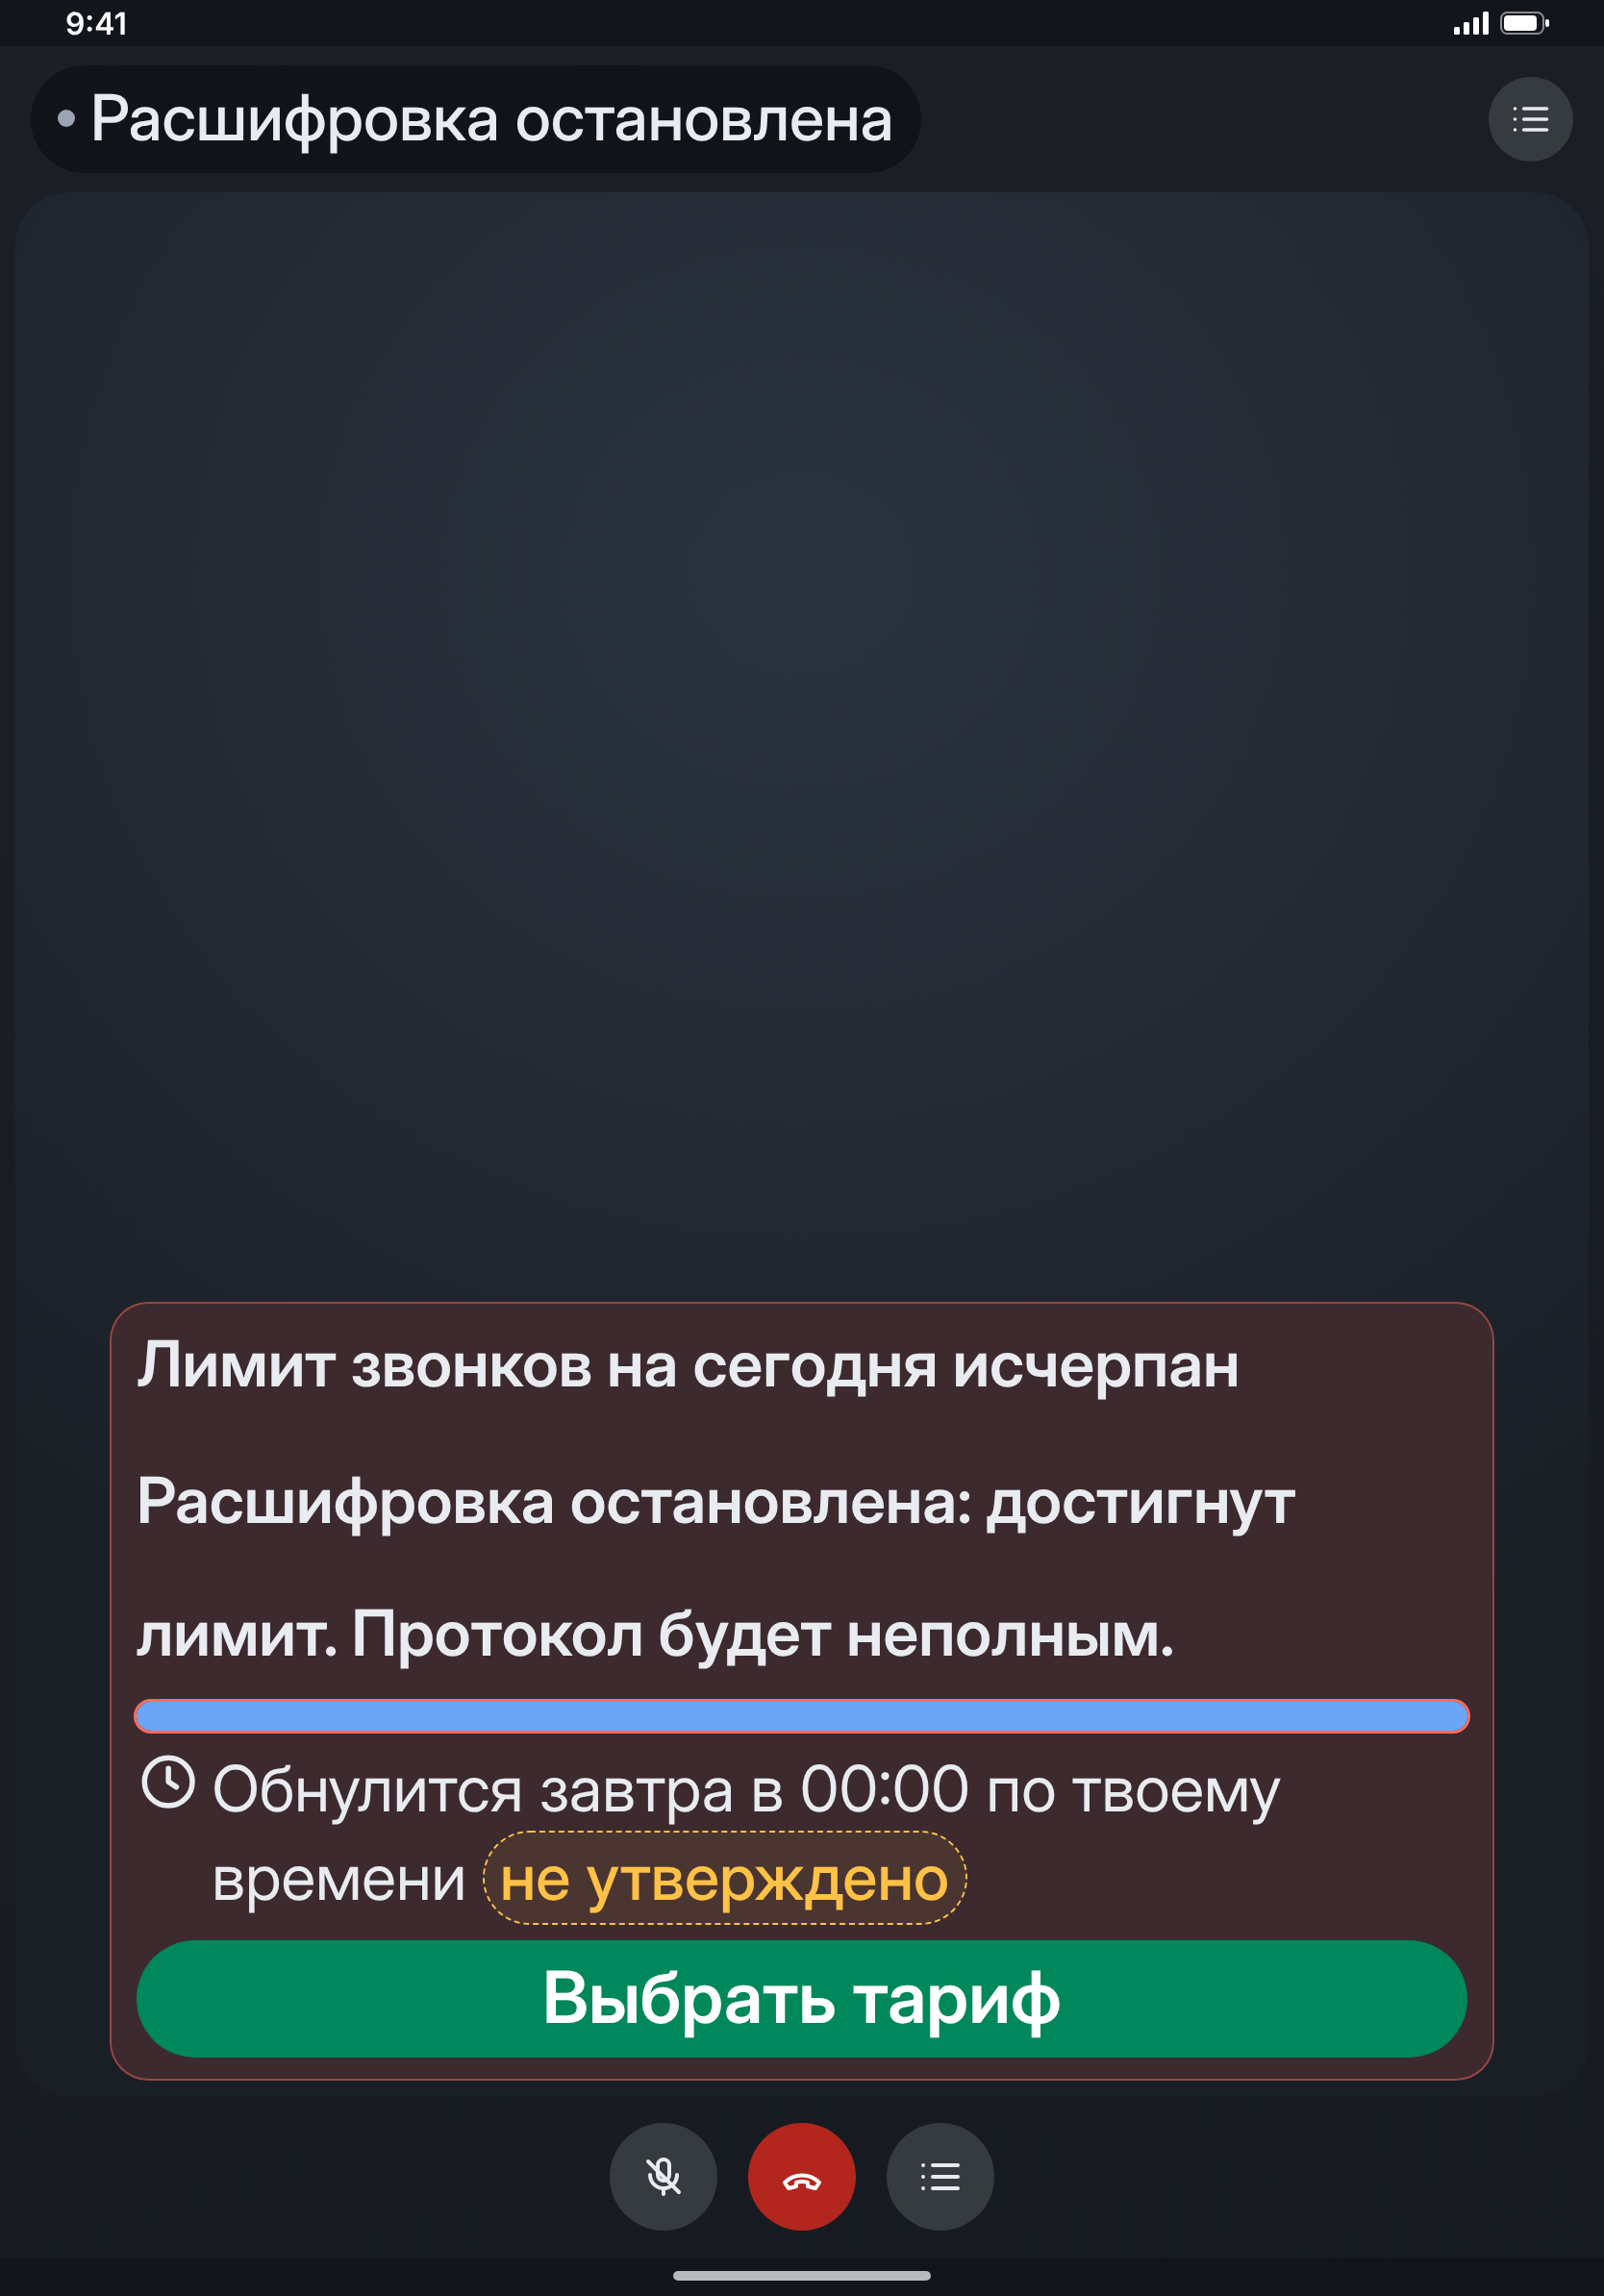 9:41
Расшифровка остановлена
Лимит звонков на сегодня исчерпан
Расшифровка остановлена: достигнут
лимит. Протокол будет неполным.
Обнулится завтра в 00:00 по твоему
времени не утверждено
Выбрать тариф